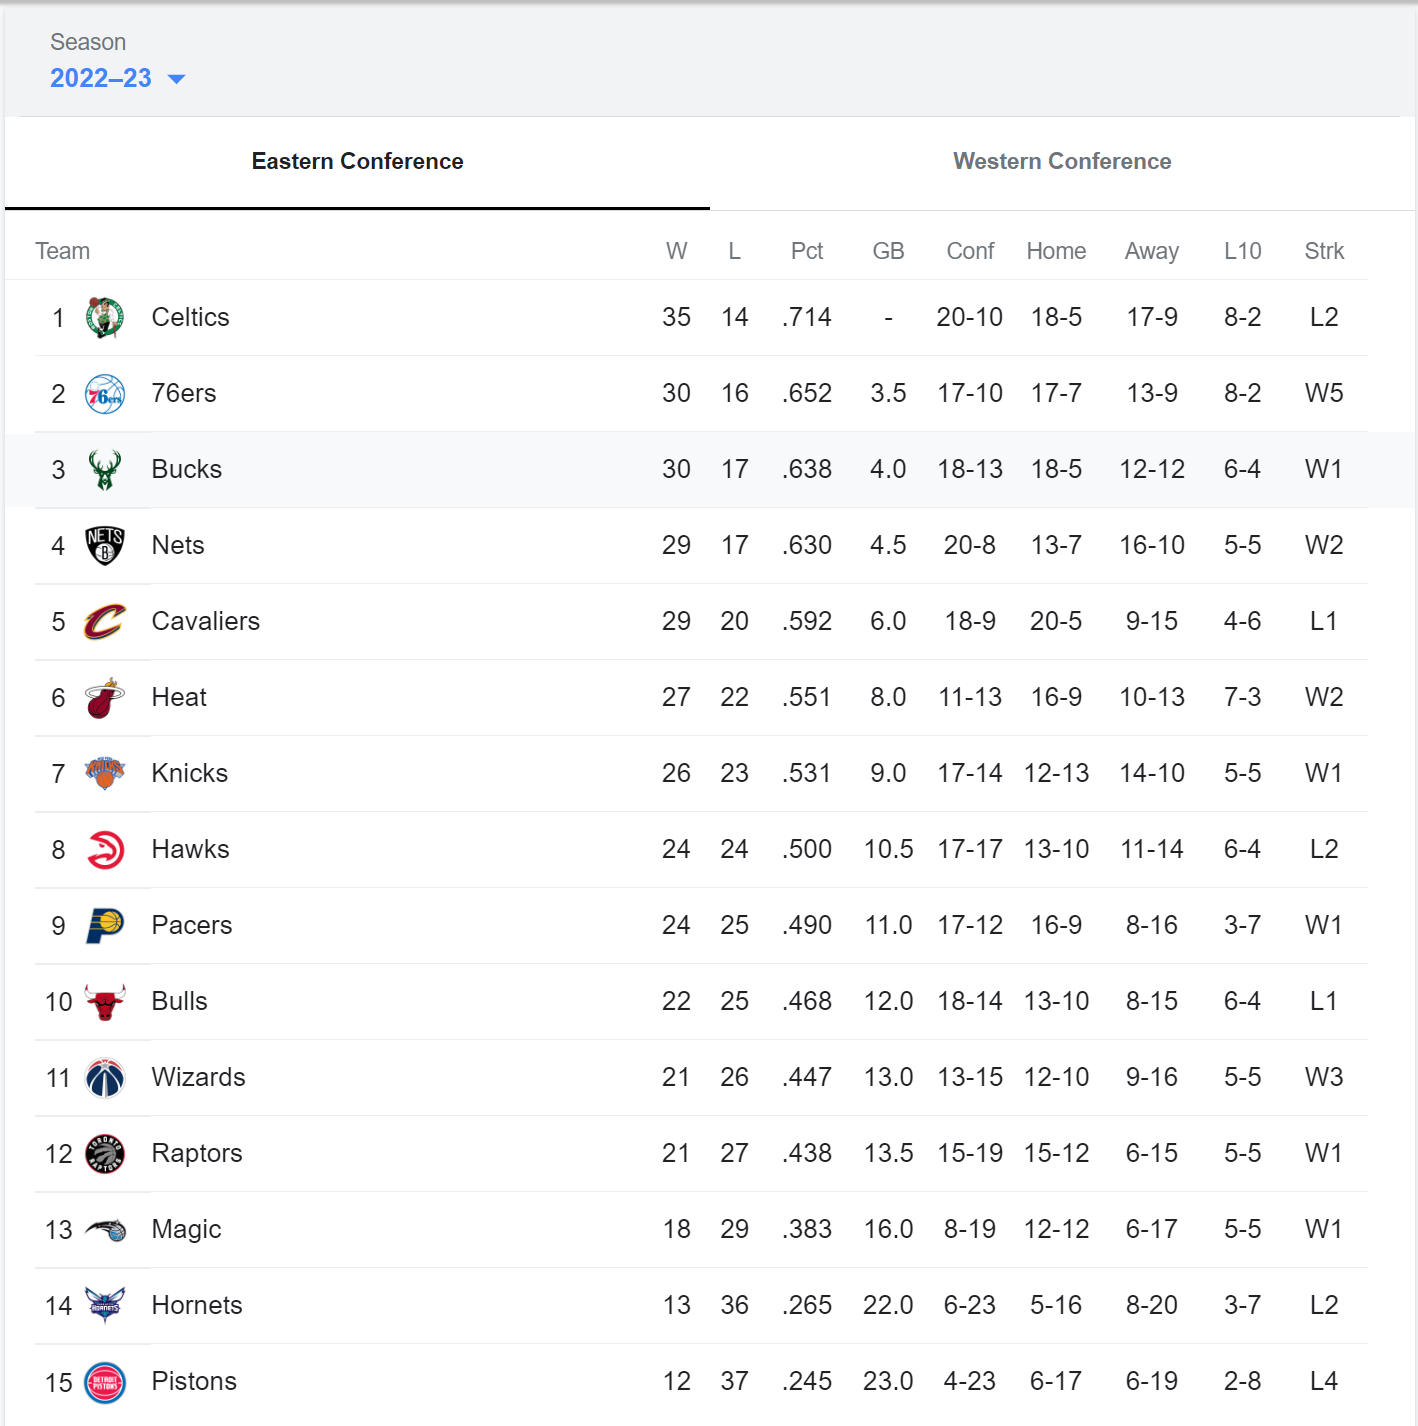 Season
2022–23
Eastern Conference Western Conference
Team W L Pct GB Conf Home Away L10 Strk
1 Celtics 35 14 .714 - 20-10 18-5 17-9 8-2 L2
2 76ers 76ers 30 16 .652 3.5 17-10 17-7 13-9 8-2 W5
3 Bucks 30 17 .638 4.0 18-13 18-5 12-12 6-4 W1
4 NETS B Nets 29 17 .630 4.5 20-8 13-7 16-10 5-5 W2
5 C Cavaliers 29 20 .592 6.0 18-9 20-5 9-15 4-6 L1
6 Heat 27 22 .551 8.0 11-13 16-9 10-13 7-3 W2
7 Knicks 26 23 .531 9.0 17-14 12-13 14-10 5-5 W1
8 Hawks 24 24 .500 10.5 17-17 13-10 11-14 6-4 L2
9 P Pacers 24 25 .490 11.0 17-12 16-9 8-16 3-7 W1
10 Bulls 22 25 .468 12.0 18-14 13-10 8-15 6-4 L1
11 Wizards 21 26 .447 13.0 13-15 12-10 9-16 5-5 W3
12 TORONTO RAPTORS Raptors 21 27 .438 13.5 15-19 15-12 6-15 5-5 W1
13 Magic 18 29 .383 16.0 8-19 12-12 6-17 5-5 W1
14 HORNETS Hornets 13 36 .265 22.0 6-23 5-16 8-20 3-7 L2
15 DETROIT PISTONS Pistons 12 37 .245 23.0 4-23 6-17 6-19 2-8 L4